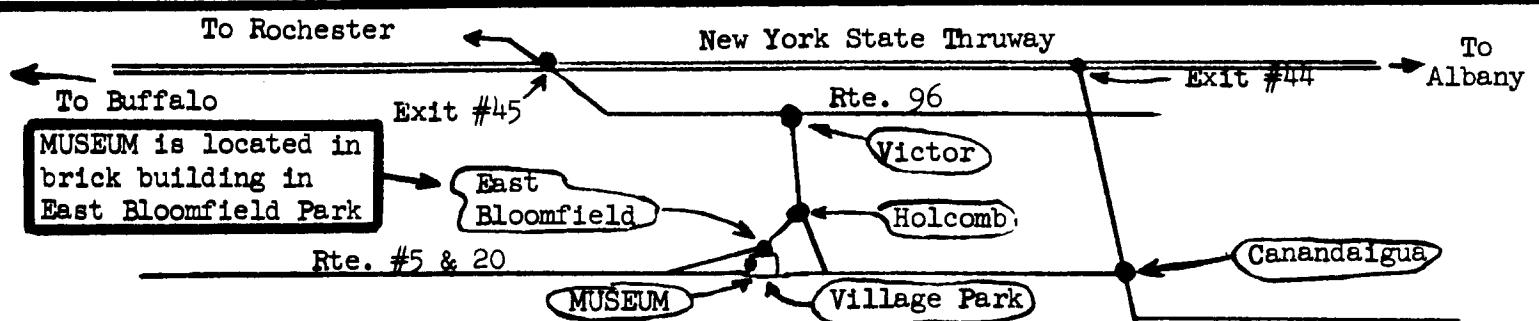 To Rochester
New York State Thruway
To
Albany
To Buffalo
Exit #45
Rte. 96
Exit #44
MUSEUM is located in
brick building in
East Bloomfield Park
Victor
East
Bloomfield
Holcomb
Rte. #5 & 20
Canandaigua
MUSEUM
Village Park